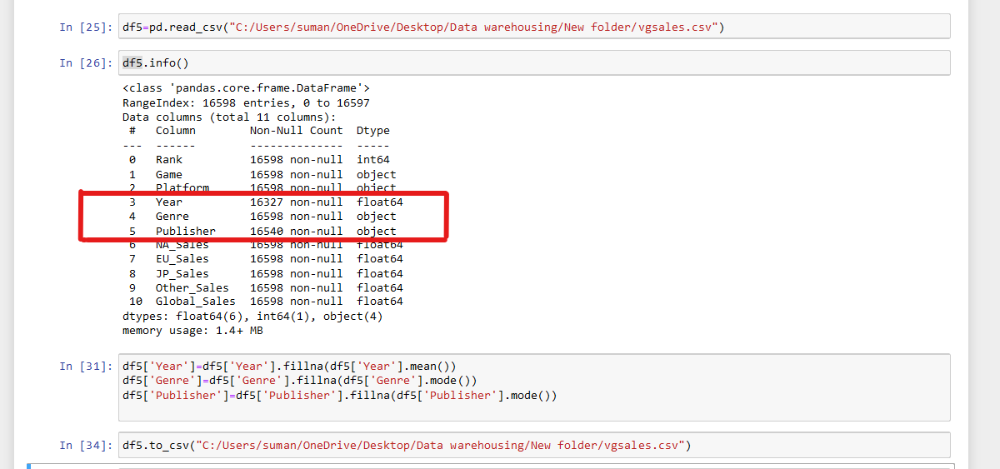 In [25]: df5=pd.read_csv("C:/Users/suman/OneDrive/Desktop/Data warehousing/New folder/vgsales.csv")
In [26]: df5.info()
<class 'pandas.core.frame.DataFrame'>
RangeIndex: 16598 entries, 0 to 16597
Data columns (total 11 columns):
# Column Non-Null Count Dtype
--- ------ -------------- -----
0 Rank 16598 non-null int64
1 Game 16598 non-null object
2 Platform 16598 non-null object
3 Year 16327 non-null float64
4 Genre 16598 non-null object
5 Publisher 16540 non-null object
6 NA_Sales 16598 non-null float64
7 EU_Sales 16598 non-null float64
8 JP_Sales 16598 non-null float64
9 Other_Sales 16598 non-null float64
10 Global_Sales 16598 non-null float64
dtypes: float64(6), int64(1), object(4)
memory usage: 1.4+ MB
In [31]: df5['Year']=df5['Year'].fillna(df5['Year'].mean())
df5['Genre']=df5['Genre'].fillna(df5['Genre'].mode())
df5['Publisher']=df5['Publisher'].fillna(df5['Publisher'].mode())
In [34]: df5.to_csv("C:/Users/suman/OneDrive/Desktop/Data warehousing/New folder/vgsales.csv")